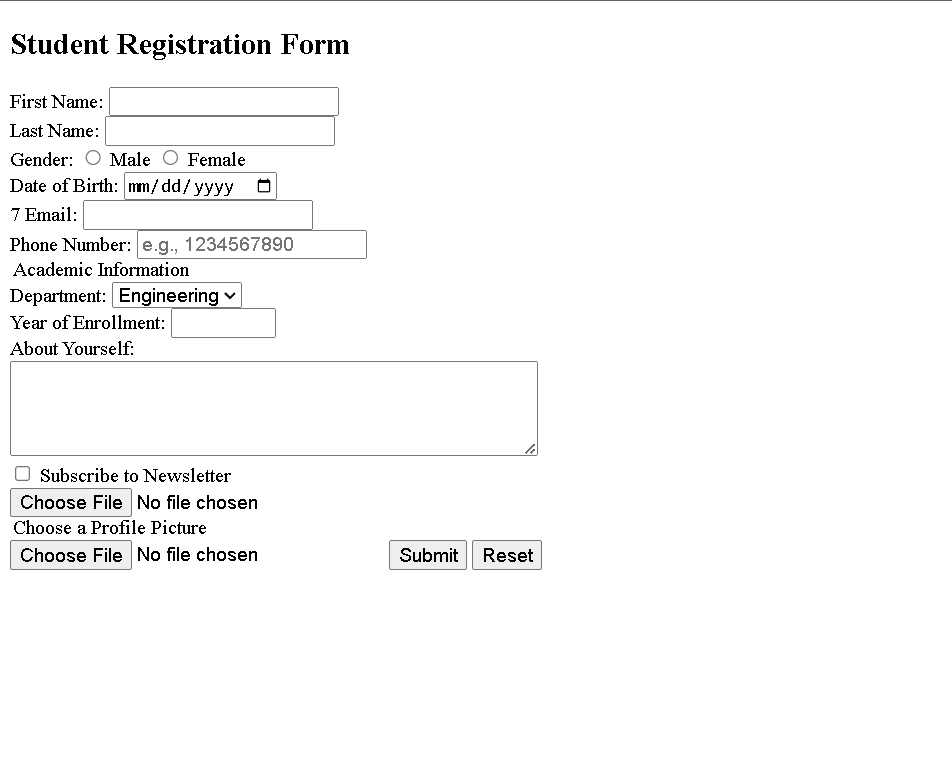 Student Registration Form
First Name:
Last Name:
Gender: Male Female
Date of Birth: mm/dd/yyyy
7 Email:
Phone Number: e.g., 1234567890
Academic Information
Department: Engineering
Year of Enrollment:
About Yourself:
Subscribe to Newsletter
Choose File No file chosen
Choose a Profile Picture
Choose File No file chosen Submit Reset